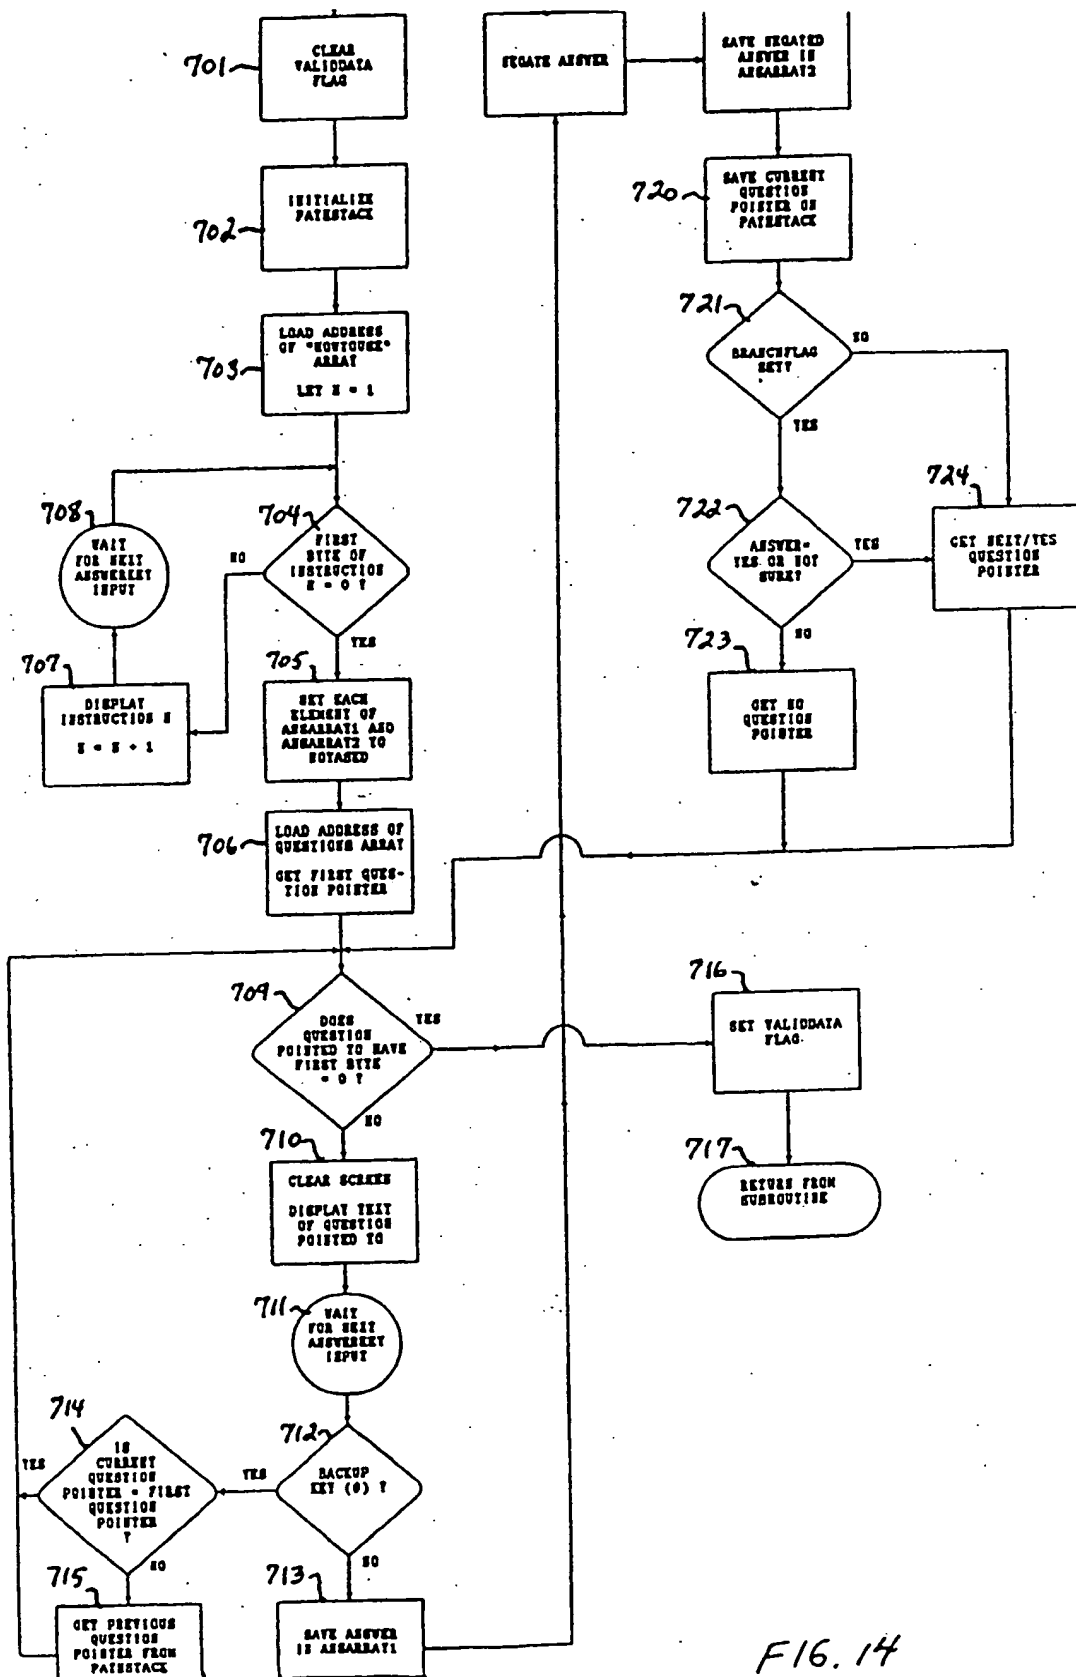 701
CLEAR
VALIDDATA
FLAG
702
INITIALIZE
PATHSTACK
703
LOAD ADDRESS
OF "HOWTOUSE"
ARRAY
LET N = 1
704
FIRST
BYTE OF
INSTRUCTION
N = 0 ?
NO
YES
708
WAIT
FOR NEXT
ANSWERKEY
INPUT
707
DISPLAY
INSTRUCTION N
N = N + 1
705
SET EACH
ELEMENT OF
ANSARRAY1 AND
ANSARRAY2 TO
NOTASKED
706
LOAD ADDRESS OF
QUESTIONS ARRAY
GET FIRST QUES-
TION POINTER
709
DOES
QUESTION
POINTED TO HAVE
FIRST BYTE
= 0 ?
YES
NO
710
CLEAR SCREEN
DISPLAY TEXT
OF QUESTION
POINTED TO
711
WAIT
FOR NEXT
ANSWERKEY
INPUT
712
BACKUP
KEY (0) ?
YES
NO
714
IS
CURRENT
QUESTION
POINTER = FIRST
QUESTION
POINTER
?
YES
NO
715
GET PREVIOUS
QUESTION
POINTER FROM
PATHSTACK
713
SAVE ANSWER
IN ANSARRAY1
NEGATE ANSWER
SAVE NEGATED
ANSWER IN
ANSARRAY2
720
SAVE CURRENT
QUESTION
POINTER ON
PATHSTACK
721
BRANCHFLAG
SET?
NO
YES
722
ANSWER=
YES OR NOT
SURE?
YES
NO
724
GET NEXT/YES
QUESTION
POINTER
723
GET NO
QUESTION
POINTER
716
SET VALIDDATA
FLAG
717
RETURN FROM
SUBROUTINE
FIG. 14